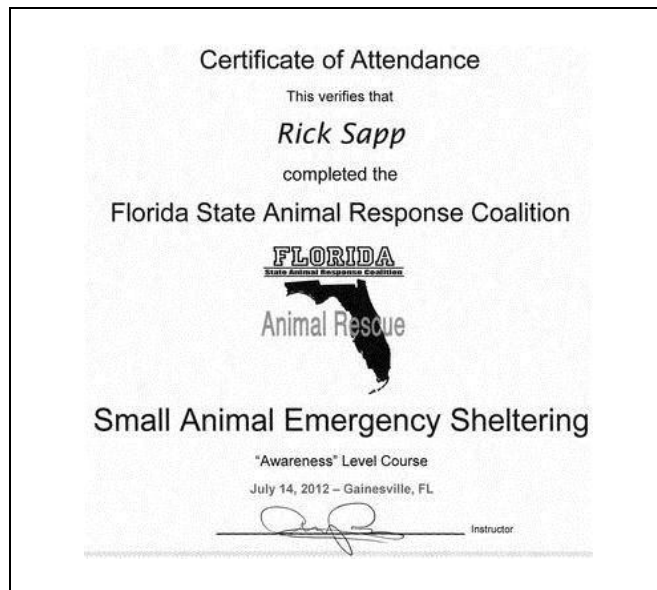 Certificate of Attendance
This verifies that
Rick Sapp
completed the
Florida State Animal Response Coalition
FLORIDA
State Animal Response Coalition
Animal Rescue
Small Animal Emergency Sheltering
"Awareness" Level Course
July 14, 2012 – Gainesville, FL
Instructor